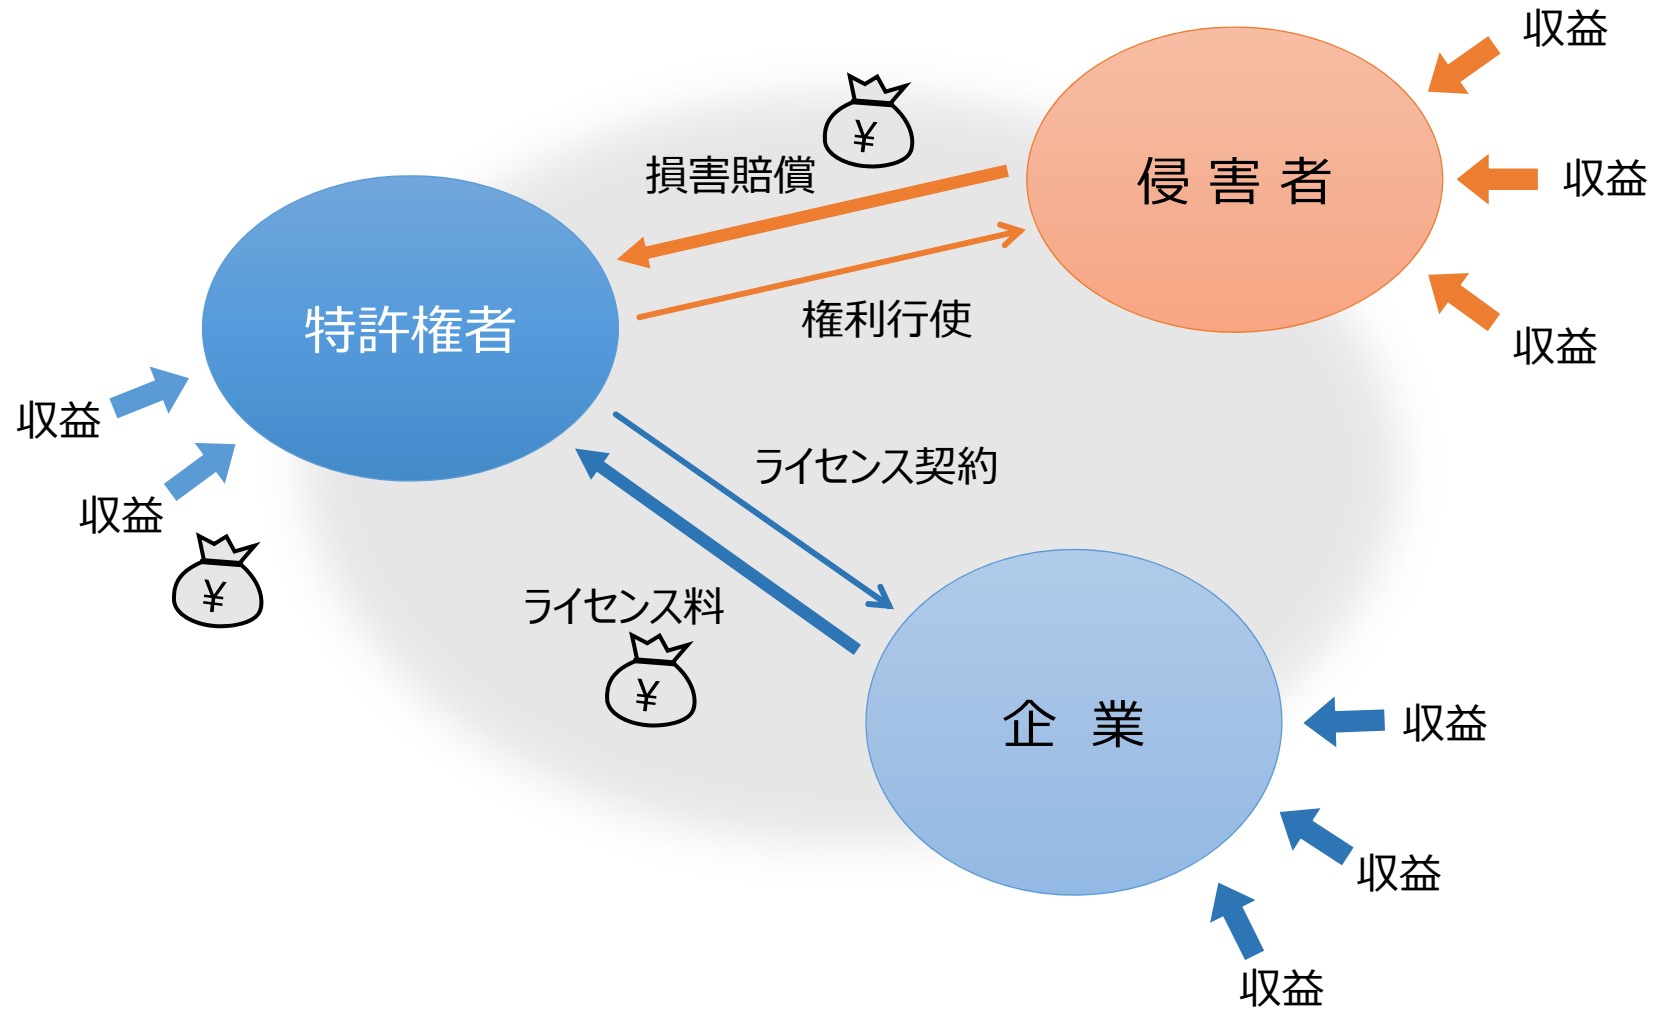 収益
¥
損害賠償
侵害者
収益
権利行使
特許権者
収益
収益
ライセンス契約
収益
¥
ライセンス料
¥
企業
収益
収益
収益